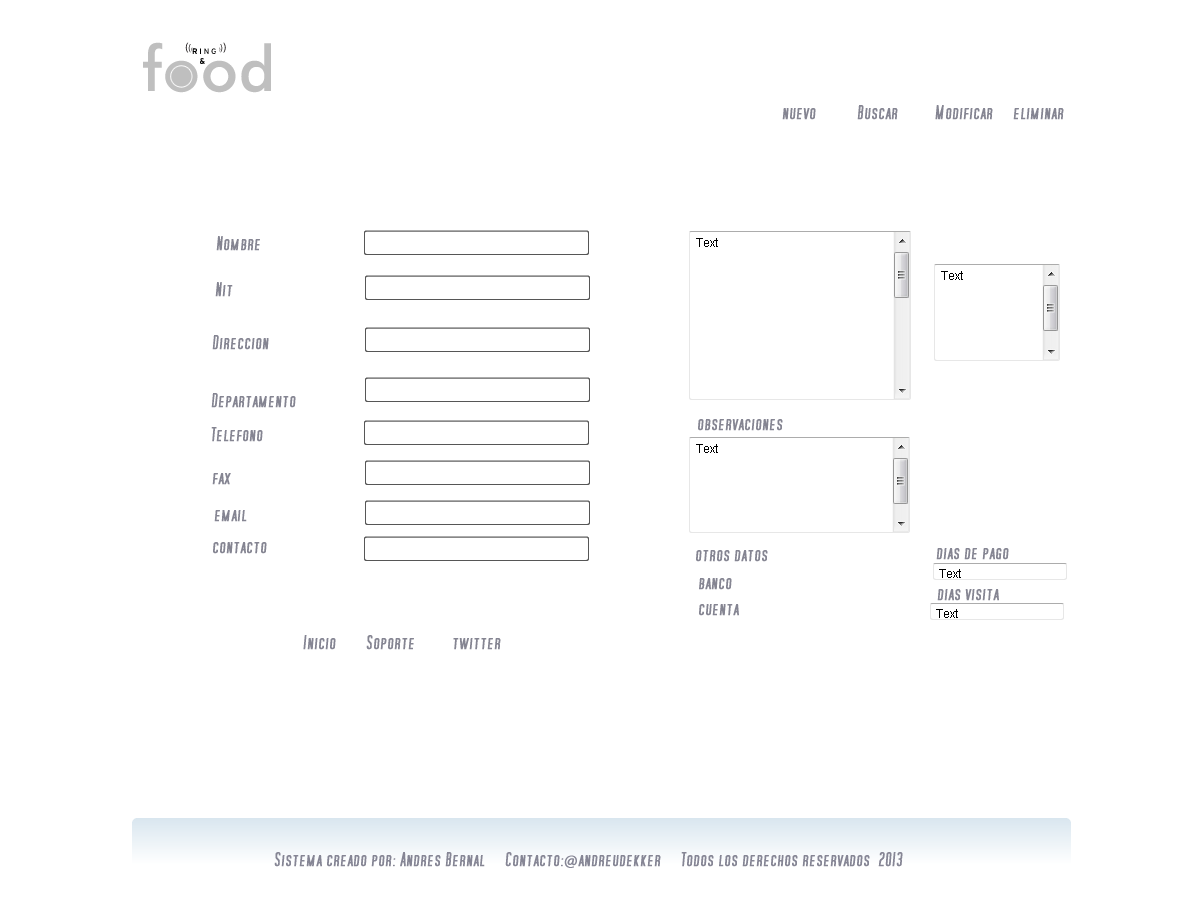 ((RING))
&
food
NUEVO BUSCAR MODIFICAR ELIMINAR
NOMBRE
NIT
DIRECCION
DEPARTAMENTO
TELEFONO
FAX
EMAIL
CONTACTO
Text
Text
OBSERVACIONES
Text
OTROS DATOS
BANCO
CUENTA
DIAS DE PAGO
Text
DIAS VISITA
Text
INICIO SOPORTE TWITTER
SISTEMA CREADO POR: ANDRES BERNAL CONTACTO:@ANDREUDEKKER TODOS LOS DERECHOS RESERVADOS 2013